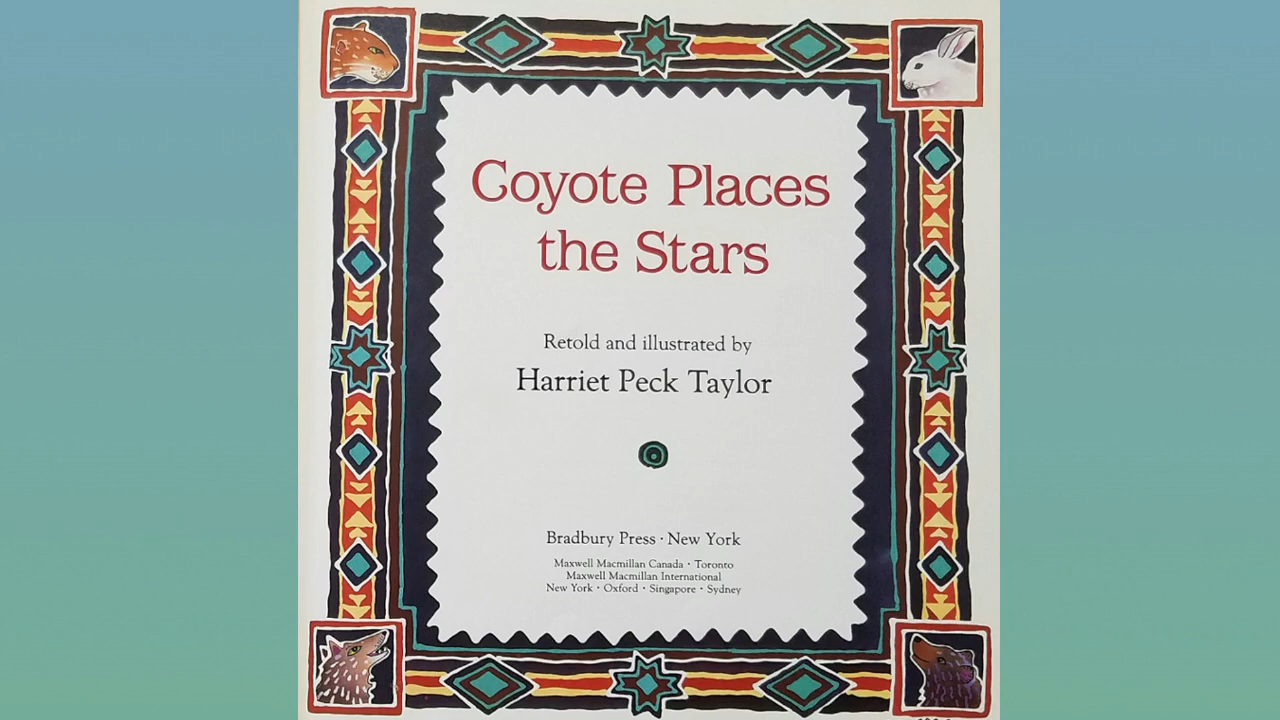 Coyote Places
the Stars
Retold and illustrated by
Harriet Peck Taylor
Bradbury Press · New York
Maxwell Macmillan Canada · Toronto
Maxwell Macmillan International
New York · Oxford · Singapore · Sydney